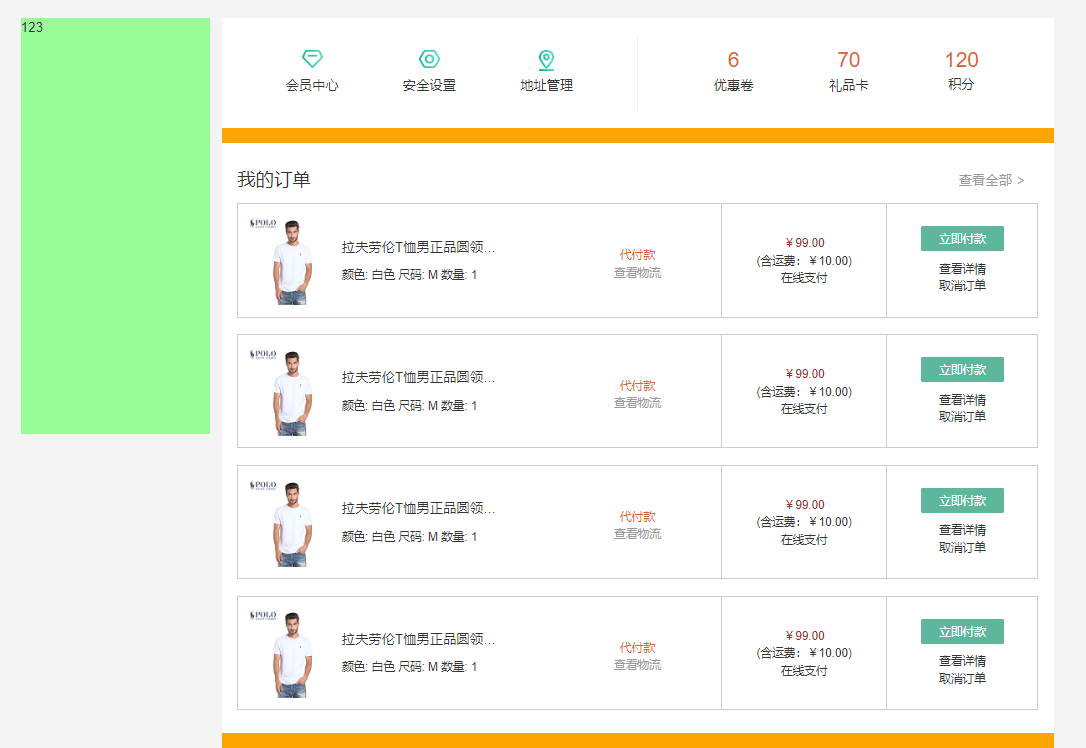 123
会员中心
安全设置
地址管理
6
优惠卷
70
礼品卡
120
积分
我的订单
查看全部 >
POLO
拉夫劳伦T恤男正品圆领...
颜色: 白色 尺码: M 数量: 1
代付款
查看物流
￥99.00
(含运费：￥10.00)
在线支付
立即付款
查看详情
取消订单
POLO
拉夫劳伦T恤男正品圆领...
颜色: 白色 尺码: M 数量: 1
代付款
查看物流
￥99.00
(含运费：￥10.00)
在线支付
立即付款
查看详情
取消订单
POLO
拉夫劳伦T恤男正品圆领...
颜色: 白色 尺码: M 数量: 1
代付款
查看物流
￥99.00
(含运费：￥10.00)
在线支付
立即付款
查看详情
取消订单
POLO
拉夫劳伦T恤男正品圆领...
颜色: 白色 尺码: M 数量: 1
代付款
查看物流
￥99.00
(含运费：￥10.00)
在线支付
立即付款
查看详情
取消订单